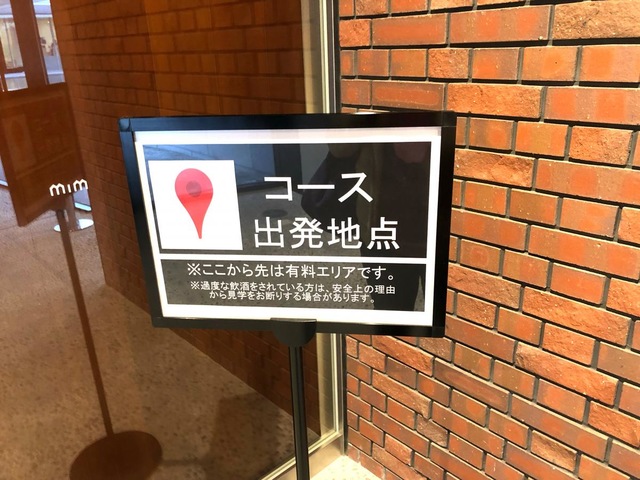 コース
出発地点
※ここから先は有料エリアです。
※過度な飲酒をされている方は、安全上の理由
から見学をお断りする場合があります。
mım